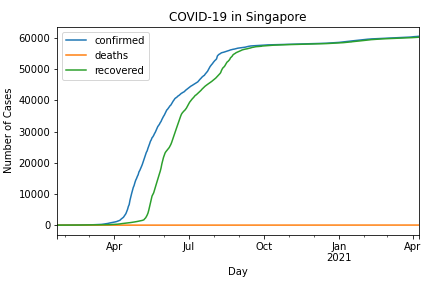 COVID-19 in Singapore
confirmed
deaths
recovered
60000
50000
40000
30000
20000
10000
0
Number of Cases
Apr
Jul
Oct
Jan
2021
Apr
Day